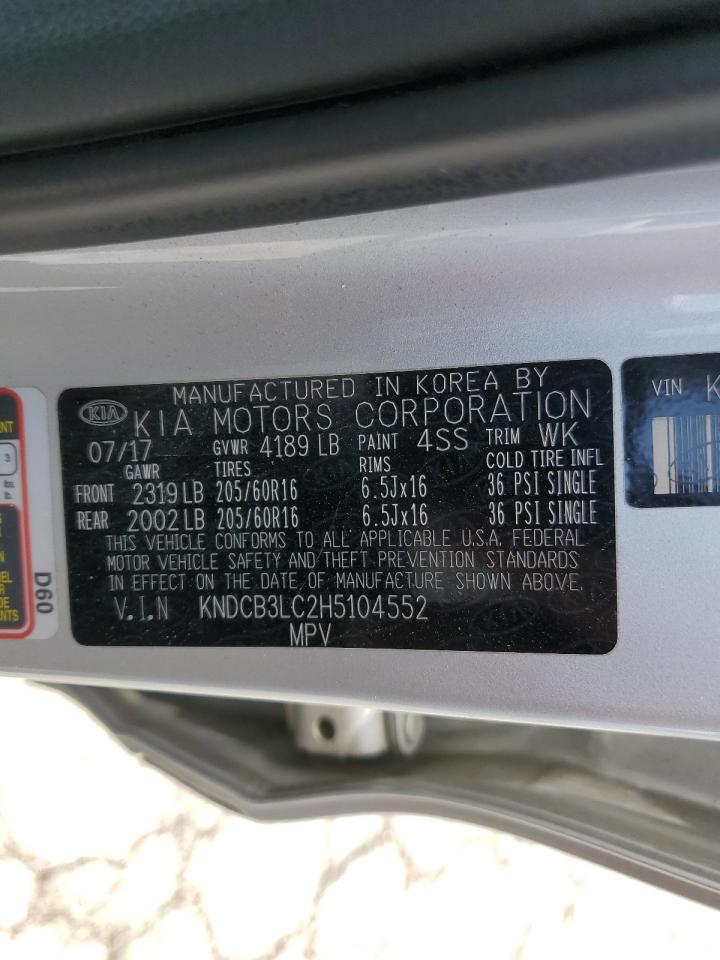 MANUFACTURED IN KOREA BY
KIA KIA MOTORS CORPORATION
07/17 GVWR 4189 LB PAINT 4SS TRIM WK
GAWR TIRES RIMS COLD TIRE INFL
FRONT 2319 LB 205/60R16 6.5Jx16 36 PSI SINGLE
REAR 2002 LB 205/60R16 6.5Jx16 36 PSI SINGLE
THIS VEHICLE CONFORMS TO ALL APPLICABLE U.S.A. FEDERAL
MOTOR VEHICLE SAFETY AND THEFT PREVENTION STANDARDS
IN EFFECT ON THE DATE OF MANUFACTURE SHOWN ABOVE.
V.I.N KNDCB3LC2H5104552
MPV
VIN K
3
lbs.
D60